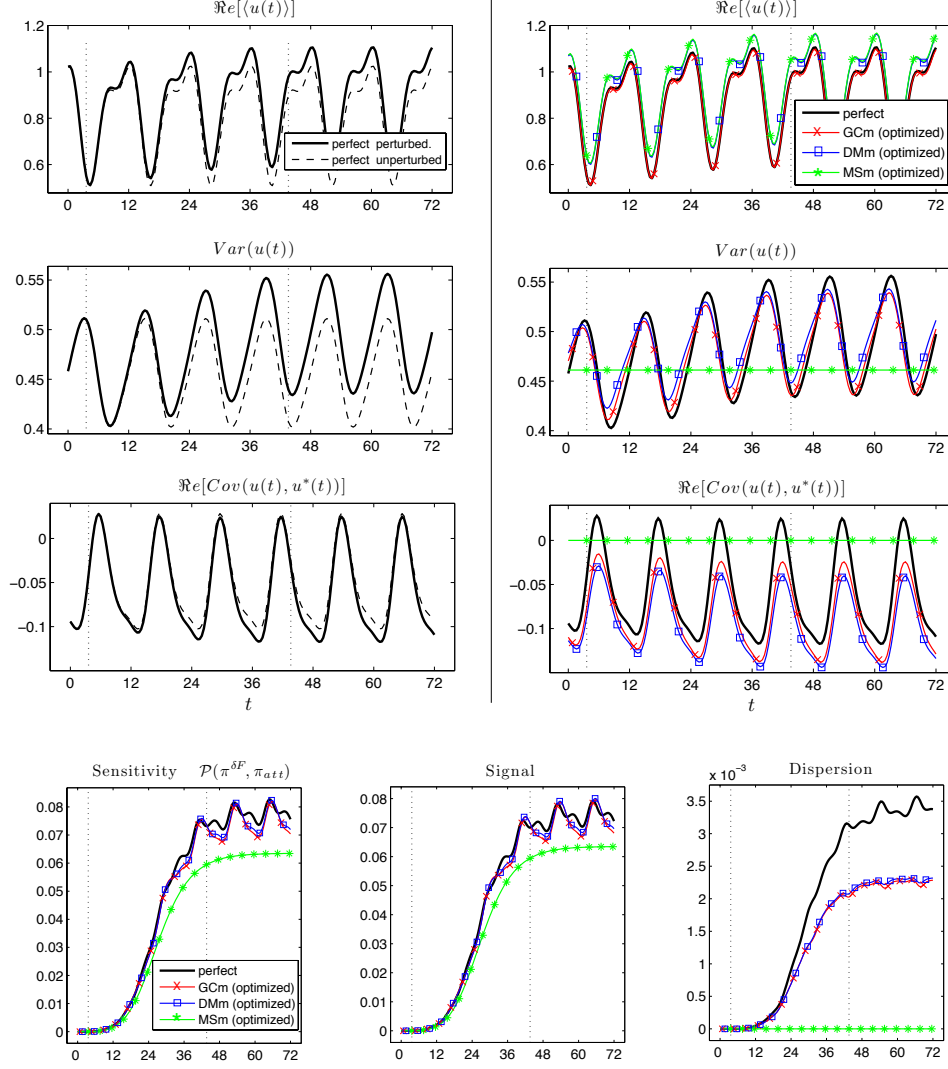 ℜe[⟨u(t)⟩]
1.2
1
0.8
0.6
0 12 24 36 48 60 72
perfect perturbed.
perfect unperturbed
ℜe[⟨u(t)⟩]
1.2
1
0.8
0.6
0 12 24 36 48 60 72
perfect
GCm (optimized)
DMm (optimized)
MSm (optimized)
Var(u(t))
0.55
0.5
0.45
0.4
0 12 24 36 48 60 72
Var(u(t))
0.55
0.5
0.45
0.4
0 12 24 36 48 60 72
ℜe[Cov(u(t), u*(t))]
0
−0.05
−0.1
0 12 24 36 48 60 72
t
ℜe[Cov(u(t), u*(t))]
0
−0.05
−0.1
0 12 24 36 48 60 72
t
Sensitivity P(π^δF, π_att)
0.08
0.07
0.06
0.05
0.04
0.03
0.02
0.01
0
0 12 24 36 48 60 72
perfect
GCm (optimized)
DMm (optimized)
MSm (optimized)
Signal
0.08
0.07
0.06
0.05
0.04
0.03
0.02
0.01
0
0 12 24 36 48 60 72
x 10^−3
Dispersion
3.5
3
2.5
2
1.5
1
0.5
0
0 12 24 36 48 60 72